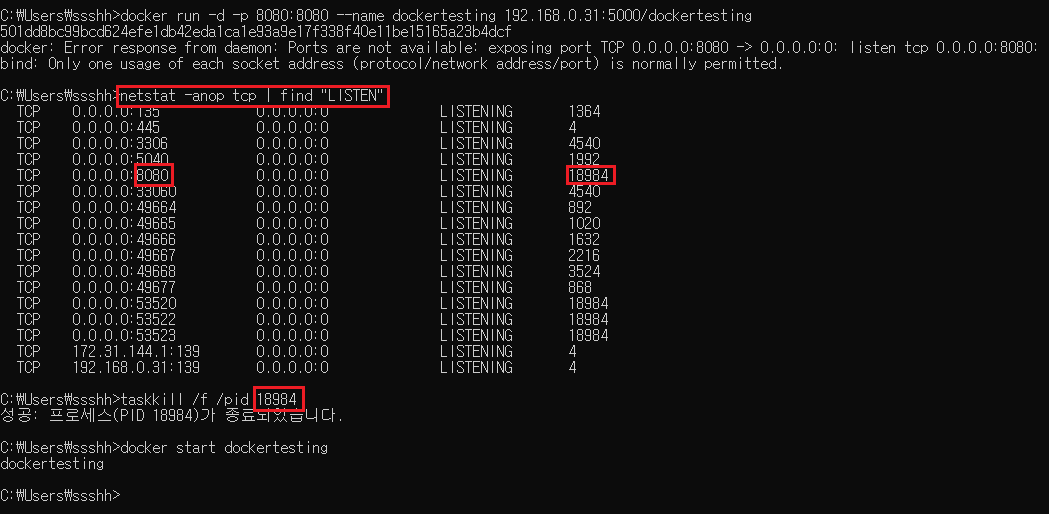 C:\Users\ssshh>docker run -d -p 8080:8080 --name dockertesting 192.168.0.31:5000/dockertesting
501dd8bc99bcd624efe1db42eda1ca1e93a9e17f338f40e11be15165a23b4dcf
docker: Error response from daemon: Ports are not available: exposing port TCP 0.0.0.0:8080 -> 0.0.0.0:0: listen tcp 0.0.0.0:8080:
bind: Only one usage of each socket address (protocol/network address/port) is normally permitted.
C:\Users\ssshh>netstat -anop tcp | find "LISTEN"
TCP 0.0.0.0:135 0.0.0.0:0 LISTENING 1364
TCP 0.0.0.0:445 0.0.0.0:0 LISTENING 4
TCP 0.0.0.0:3306 0.0.0.0:0 LISTENING 4540
TCP 0.0.0.0:5040 0.0.0.0:0 LISTENING 1992
TCP 0.0.0.0:8080 0.0.0.0:0 LISTENING 18984
TCP 0.0.0.0:33060 0.0.0.0:0 LISTENING 4540
TCP 0.0.0.0:49664 0.0.0.0:0 LISTENING 892
TCP 0.0.0.0:49665 0.0.0.0:0 LISTENING 1020
TCP 0.0.0.0:49666 0.0.0.0:0 LISTENING 1632
TCP 0.0.0.0:49667 0.0.0.0:0 LISTENING 2216
TCP 0.0.0.0:49668 0.0.0.0:0 LISTENING 3524
TCP 0.0.0.0:49677 0.0.0.0:0 LISTENING 868
TCP 0.0.0.0:53520 0.0.0.0:0 LISTENING 18984
TCP 0.0.0.0:53522 0.0.0.0:0 LISTENING 18984
TCP 0.0.0.0:53523 0.0.0.0:0 LISTENING 18984
TCP 172.31.144.1:139 0.0.0.0:0 LISTENING 4
TCP 192.168.0.31:139 0.0.0.0:0 LISTENING 4
C:\Users\ssshh>taskkill /f /pid 18984
성공: 프로세스(PID 18984)가 종료되었습니다.
C:\Users\ssshh>docker start dockertesting
dockertesting
C:\Users\ssshh>